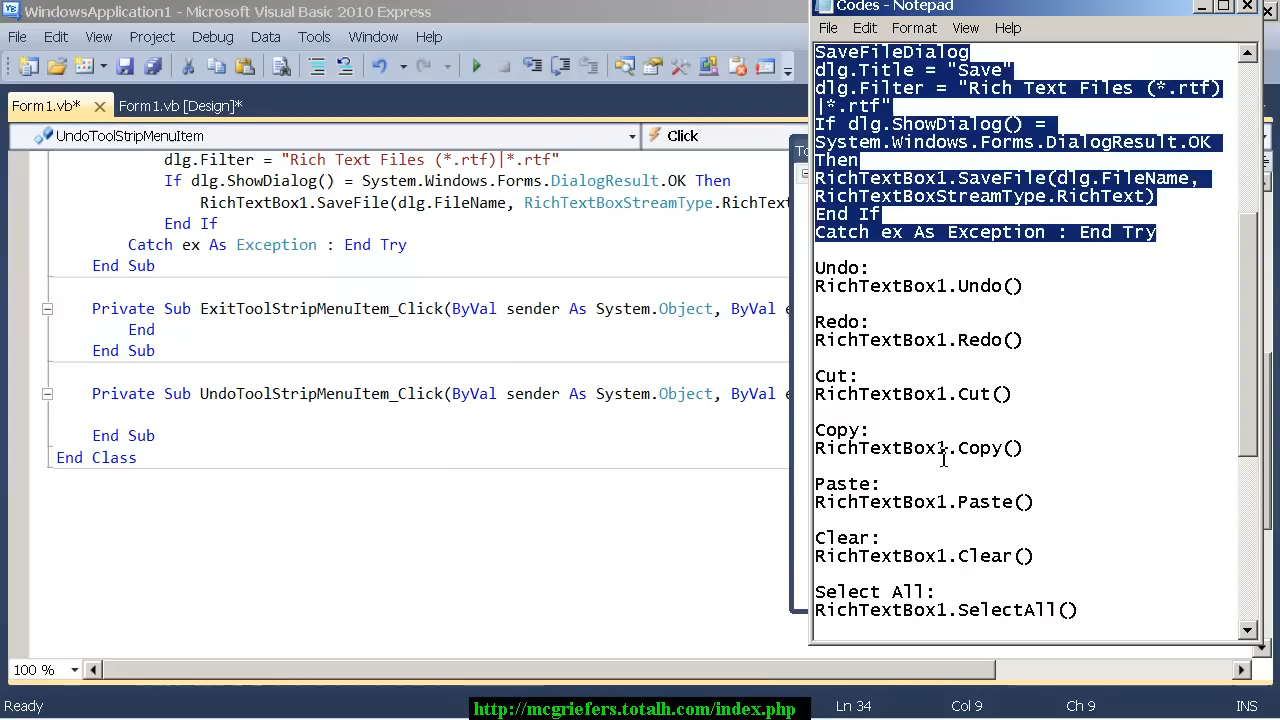 WindowsApplication1 - Microsoft Visual Basic 2010 Express
File Edit View Project Debug Data Tools Window Help
Form1.vb* Form1.vb [Design]*
UndoToolStripMenuItem Click
dlg.Filter = "Rich Text Files (*.rtf)|*.rtf"
If dlg.ShowDialog() = System.Windows.Forms.DialogResult.OK Then
RichTextBox1.SaveFile(dlg.FileName, RichTextBoxStreamType.RichText
End If
Catch ex As Exception : End Try
End Sub
Private Sub ExitToolStripMenuItem_Click(ByVal sender As System.Object, ByVal e
End
End Sub
Private Sub UndoToolStripMenuItem_Click(ByVal sender As System.Object, ByVal e
End Sub
End Class
100 %
Ready Ln 34 Col 9 Ch 9 INS
http://mcgriefers.totalh.com/index.php
Codes - Notepad
File Edit Format View Help
SaveFileDialog
dlg.Title = "Save"
dlg.Filter = "Rich Text Files (*.rtf)
|*.rtf"
If dlg.ShowDialog() =
System.Windows.Forms.DialogResult.OK
Then
RichTextBox1.SaveFile(dlg.FileName,
RichTextBoxStreamType.RichText)
End If
Catch ex As Exception : End Try
Undo:
RichTextBox1.Undo()
Redo:
RichTextBox1.Redo()
Cut:
RichTextBox1.Cut()
Copy:
RichTextBox1.Copy()
Paste:
RichTextBox1.Paste()
Clear:
RichTextBox1.Clear()
Select All:
RichTextBox1.SelectAll()